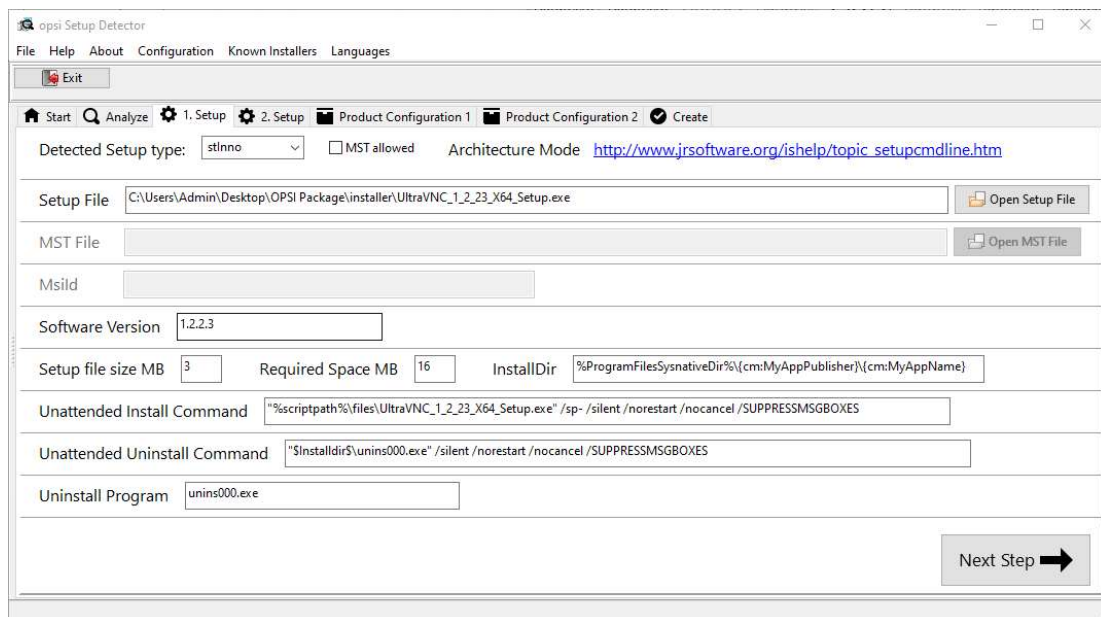 opsi Setup Detector
File Help About Configuration Known Installers Languages
Exit
Start Analyze 1. Setup 2. Setup Product Configuration 1 Product Configuration 2 Create
Detected Setup type: stInno MST allowed Architecture Mode http://www.jrsoftware.org/ishelp/topic_setupcmdline.htm
Setup File C:\Users\Admin\Desktop\OPSI Package\installer\UltraVNC_1_2_23_X64_Setup.exe Open Setup File
MST File Open MST File
MsiId
Software Version 1.2.2.3
Setup file size MB 3 Required Space MB 16 InstallDir %ProgramFilesSysnativeDir%\{cm:MyAppPublisher}\{cm:MyAppName}
Unattended Install Command "%scriptpath%\files\UltraVNC_1_2_23_X64_Setup.exe" /sp- /silent /norestart /nocancel /SUPPRESSMSGBOXES
Unattended Uninstall Command "$Installdir$\unins000.exe" /silent /norestart /nocancel /SUPPRESSMSGBOXES
Uninstall Program unins000.exe
Next Step